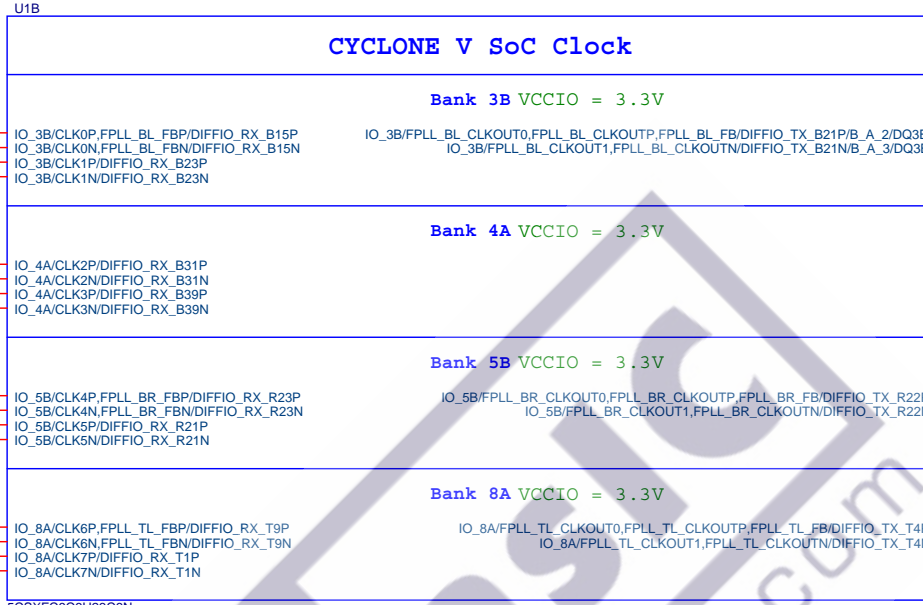 U1B
CYCLONE V SoC Clock
Bank 3B VCCIO = 3.3V
IO_3B/CLK0P,FPLL_BL_FBP/DIFFIO_RX_B15P IO_3B/FPLL_BL_CLKOUT0,FPLL_BL_CLKOUTP,FPLL_BL_FB/DIFFIO_TX_B21P/B_A_2/DQ3B
IO_3B/CLK0N,FPLL_BL_FBN/DIFFIO_RX_B15N IO_3B/FPLL_BL_CLKOUT1,FPLL_BL_CLKOUTN/DIFFIO_TX_B21N/B_A_3/DQ3B
IO_3B/CLK1P/DIFFIO_RX_B23P
IO_3B/CLK1N/DIFFIO_RX_B23N
Bank 4A VCCIO = 3.3V
IO_4A/CLK2P/DIFFIO_RX_B31P
IO_4A/CLK2N/DIFFIO_RX_B31N
IO_4A/CLK3P/DIFFIO_RX_B39P
IO_4A/CLK3N/DIFFIO_RX_B39N
Bank 5B VCCIO = 3.3V
IO_5B/CLK4P,FPLL_BR_FBP/DIFFIO_RX_R23P IO_5B/FPLL_BR_CLKOUT0,FPLL_BR_CLKOUTP,FPLL_BR_FB/DIFFIO_TX_R22
IO_5B/CLK4N,FPLL_BR_FBN/DIFFIO_RX_R23N IO_5B/FPLL_BR_CLKOUT1,FPLL_BR_CLKOUTN/DIFFIO_TX_R22
IO_5B/CLK5P/DIFFIO_RX_R21P
IO_5B/CLK5N/DIFFIO_RX_R21N
Bank 8A VCCIO = 3.3V
IO_8A/CLK6P,FPLL_TL_FBP/DIFFIO_RX_T9P IO_8A/FPLL_TL_CLKOUT0,FPLL_TL_CLKOUTP,FPLL_TL_FB/DIFFIO_TX_T4
IO_8A/CLK6N,FPLL_TL_FBN/DIFFIO_RX_T9N IO_8A/FPLL_TL_CLKOUT1,FPLL_TL_CLKOUTN/DIFFIO_TX_T4
IO_8A/CLK7P/DIFFIO_RX_T1P
IO_8A/CLK7N/DIFFIO_RX_T1N
sic
com